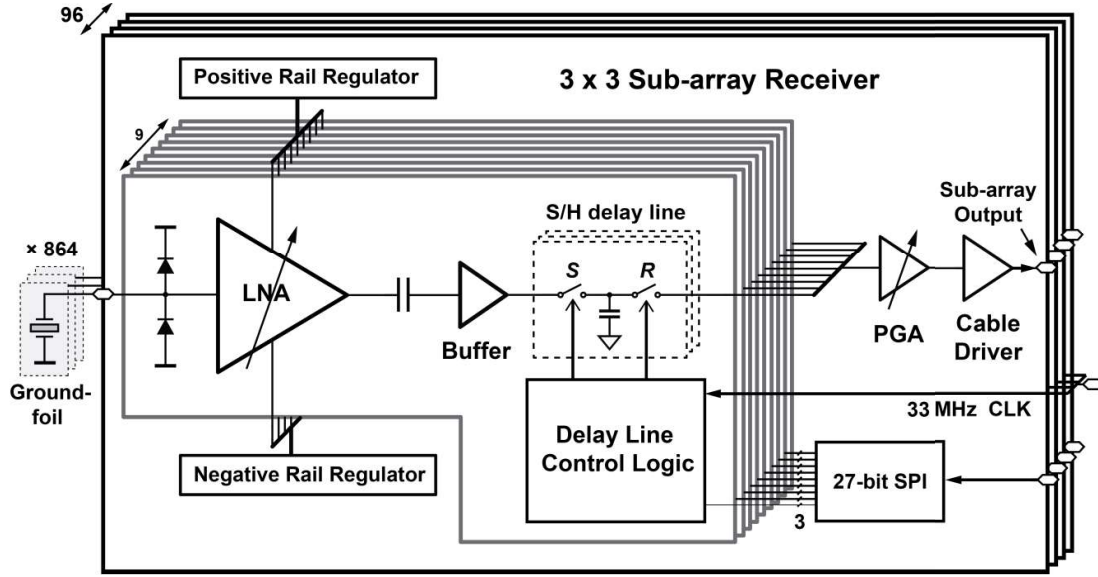 96
Positive Rail Regulator
3 x 3 Sub-array Receiver
9
S/H delay line
Sub-array
Output
× 864
S
R
LNA
Buffer
PGA
Cable
Driver
Ground-
foil
33 MHz CLK
Delay Line
Control Logic
Negative Rail Regulator
27-bit SPI
3